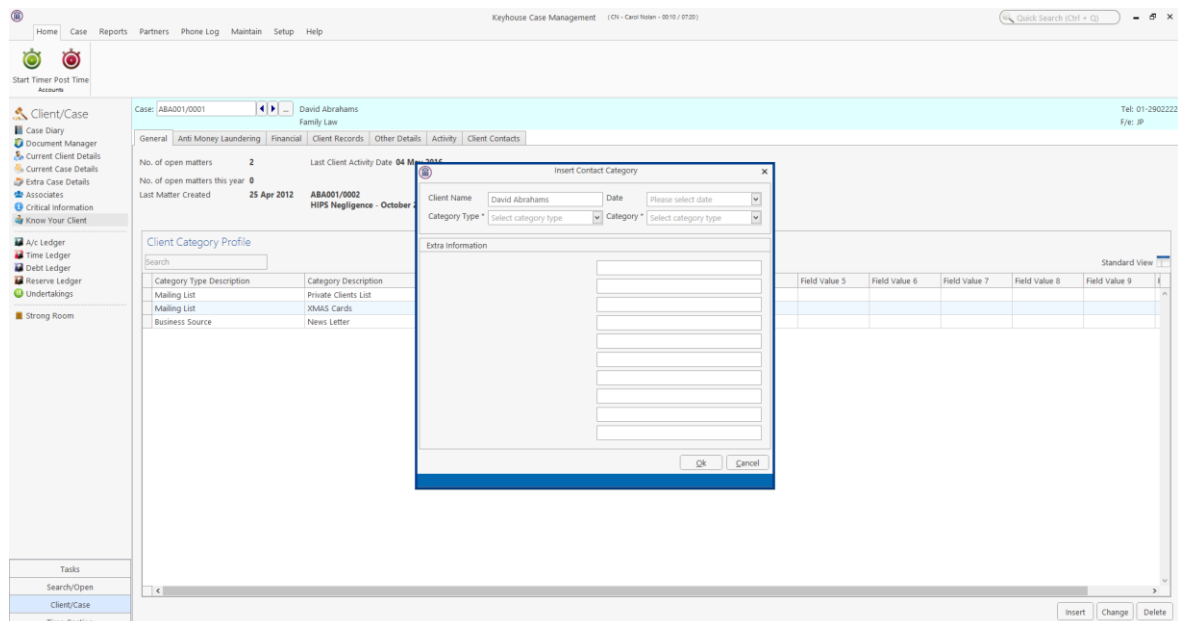 Keyhouse Case Management (CN - Carol Nolan - 0010 / 0720)
Quick Search (Ctrl + Q)
Home Case Reports Partners Phone Log Maintain Setup Help
Start Timer Post Time
Accounts
Client/Case
Case Diary
Document Manager
Current Client Details
Current Case Details
Extra Case Details
Associates
Critical Information
Know Your Client
A/c Ledger
Time Ledger
Debt Ledger
Reserve Ledger
Undertakings
Strong Room
Tasks
Search/Open
Client/Case
Case: ABA001/0001 ... David Abrahams Tel: 01-2902222
Family Law F/e: JP
General Anti Money Laundering Financial Client Records Other Details Activity Client Contacts
No. of open matters 2 Last Client Activity Date 04 May 2016
No. of open matters this year 0
Last Matter Created 25 Apr 2012 ABA001/0002
HIPS Negligence - October 2
Client Category Profile
Search Standard View
Category Type Description Category Description Field Value 5 Field Value 6 Field Value 7 Field Value 8 Field Value 9
Mailing List Private Clients List
Mailing List XMAS Cards
Business Source News Letter
Insert Contact Category
Client Name David Abrahams Date Please select date
Category Type * Select category type Category * Select category type
Extra Information
Ok Cancel
Insert Change Delete